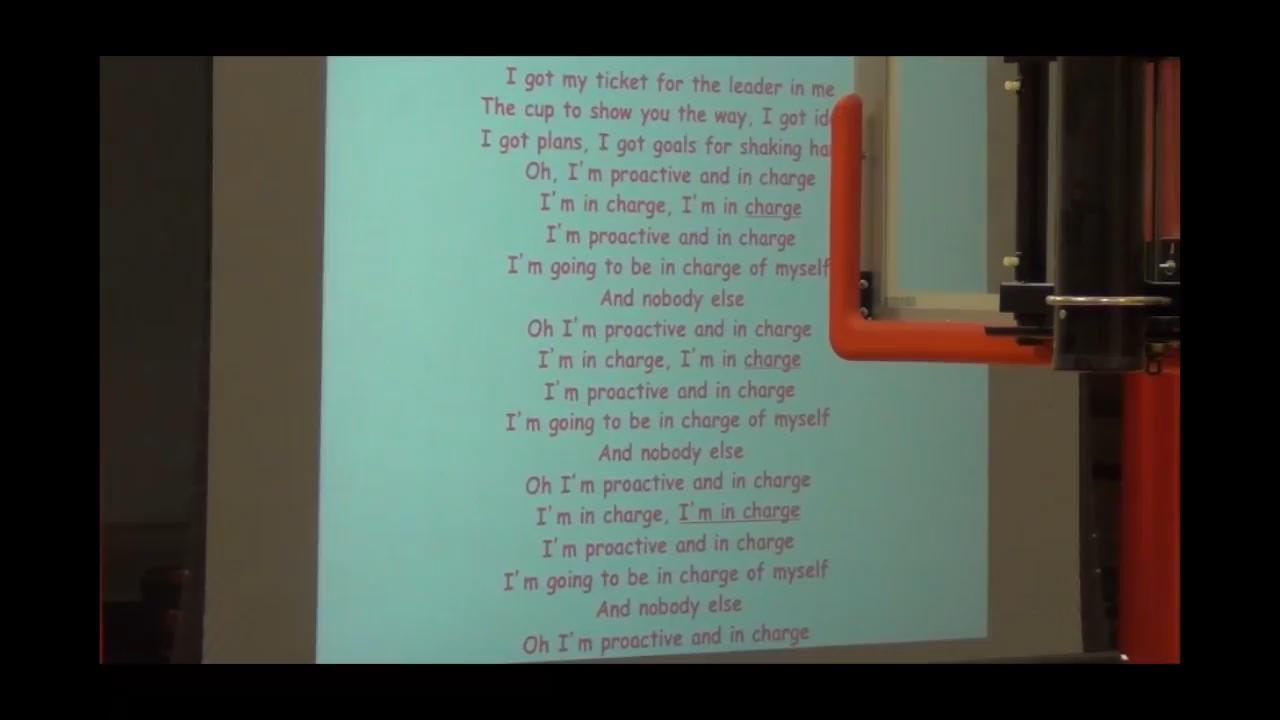 I got my ticket for the leader in me
The cup to show you the way, I got
I got plans, I got goals for shaking
Oh, I'm proactive and in charge
I'm in charge, I'm in charge
I'm proactive and in charge
I'm going to be in charge of myself
And nobody else
Oh I'm proactive and in charge
I'm in charge, I'm in charge
I'm proactive and in charge
I'm going to be in charge of myself
And nobody else
Oh I'm proactive and in charge
I'm in charge, I'm in charge
I'm proactive and in charge
I'm going to be in charge of myself
And nobody else
Oh I'm proactive and in charge